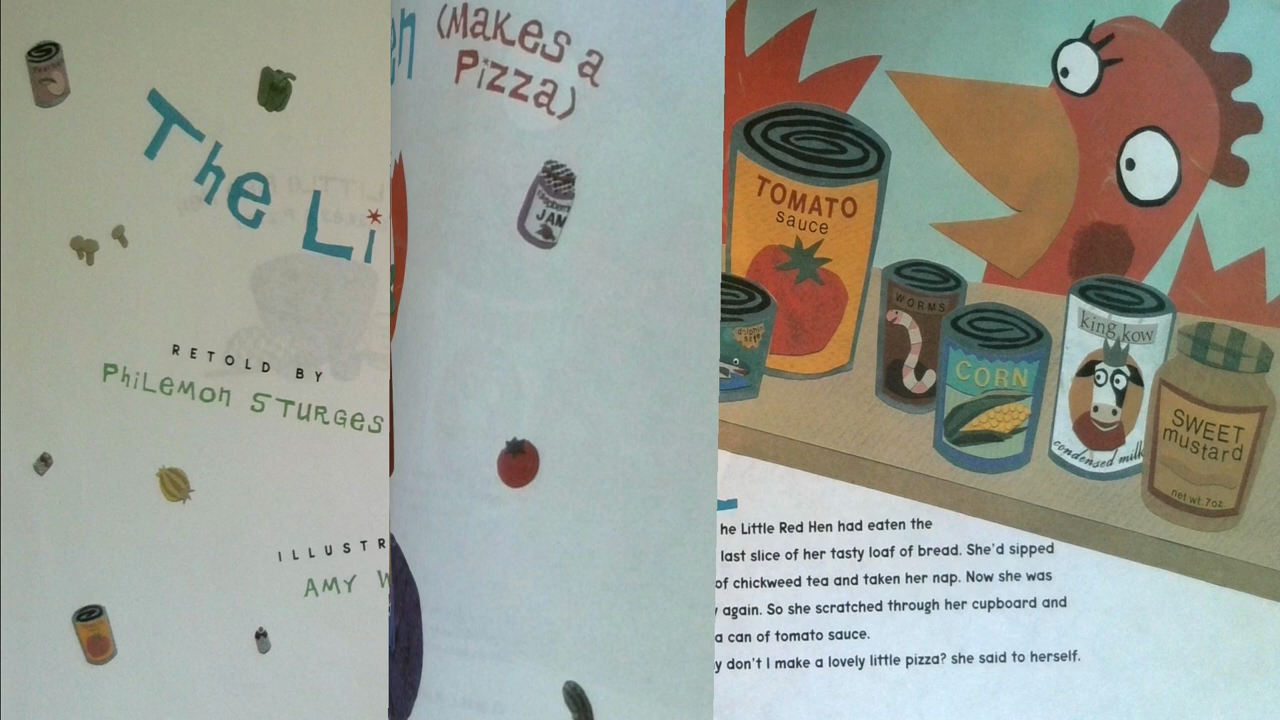 The Li
en (Makes a
Pizza)
RETOLD BY
PHiLEMON STURGES
ILLUSTR
AMY W
JAM
TOMATO
sauce
WORMS
CORN
king kow
condensed milk
SWEET
mustard
net wt. 7oz.
he Little Red Hen had eaten the
last slice of her tasty loaf of bread. She'd sipped
of chickweed tea and taken her nap. Now she was
again. So she scratched through her cupboard and
a can of tomato sauce.
y don't I make a lovely little pizza? she said to herself.